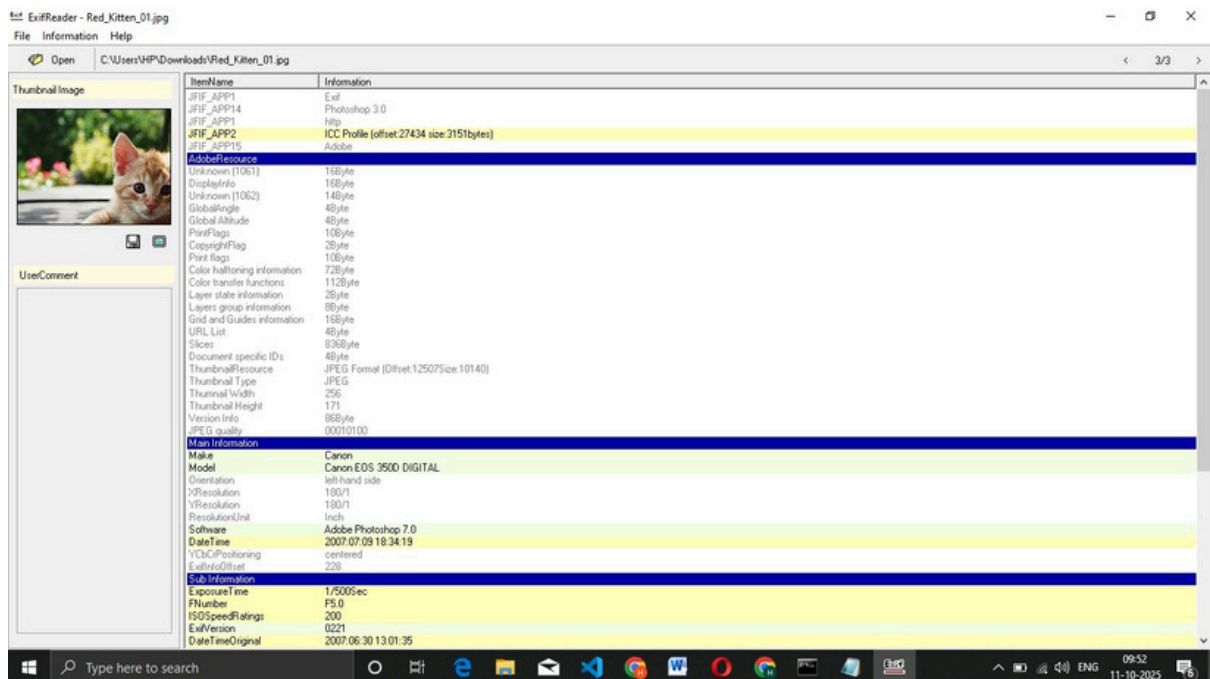 ExifReader - Red_Kitten_01.jpg
File Information Help
Open C:\Users\HP\Downloads\Red_Kitten_01.jpg 3/3
Thumbnail Image
UserComment
ItemName Information
JFIF_APP1 Exif
JFIF_APP14 Photoshop 3.0
JFIF_APP1 http
JFIF_APP2 ICC Profile (offset:27434 size:3151bytes)
JFIF_APP15 Adobe
AdobeResource
Unknown (1061) 16Byte
DisplayInfo 16Byte
Unknown (1062) 14Byte
GlobalAngle 4Byte
Global Altitude 4Byte
PrintFlags 10Byte
CopyrightFlag 2Byte
Print flags 10Byte
Color halftoning information 72Byte
Color transfer functions 112Byte
Layer state information 2Byte
Layers group information 8Byte
Grid and Guides information 16Byte
URL List 4Byte
Slices 836Byte
Document specific IDs 4Byte
ThumbnailResource JPEG Format (Offset:12507Size:10140)
Thumbnail Type JPEG
Thumnail Width 256
Thumbnail Height 171
Version Info 86Byte
JPEG quality 00010100
Main Information
Make Canon
Model Canon EOS 350D DIGITAL
Orientation left-hand side
XResolution 180/1
YResolution 180/1
ResolutionUnit Inch
Software Adobe Photoshop 7.0
DateTime 2007:07:09 18:34:19
YCbCrPositioning centered
ExifInfoOffset 228
Sub Information
ExposureTime 1/500Sec
FNumber F5.0
ISOSpeedRatings 200
ExifVersion 0221
DateTimeOriginal 2007:06:30 13:01:35
Type here to search
ENG
09:52
11-10-2025